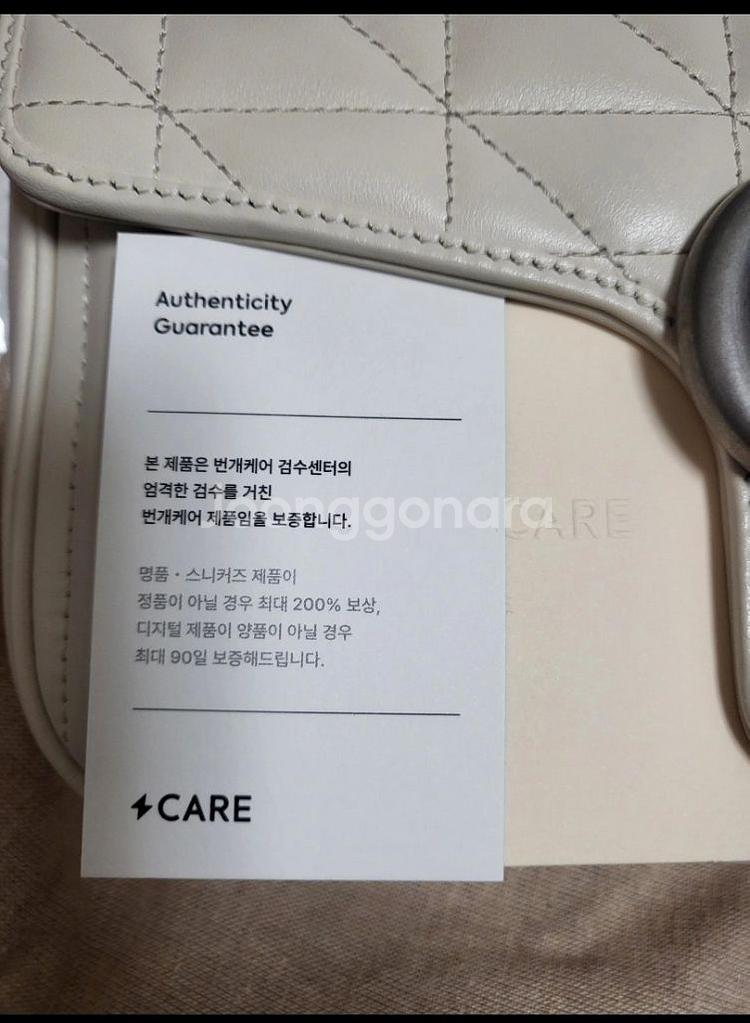 Authenticity
Guarantee
본 제품은 번개케어 검수센터의
엄격한 검수를 거친
번개케어 제품임을 보증합니다.
joonggonara
CARE
명품・스니커즈 제품이
정품이 아닐 경우 최대 200% 보상,
디지털 제품이 양품이 아닐 경우
최대 90일 보증해드립니다.
CARE